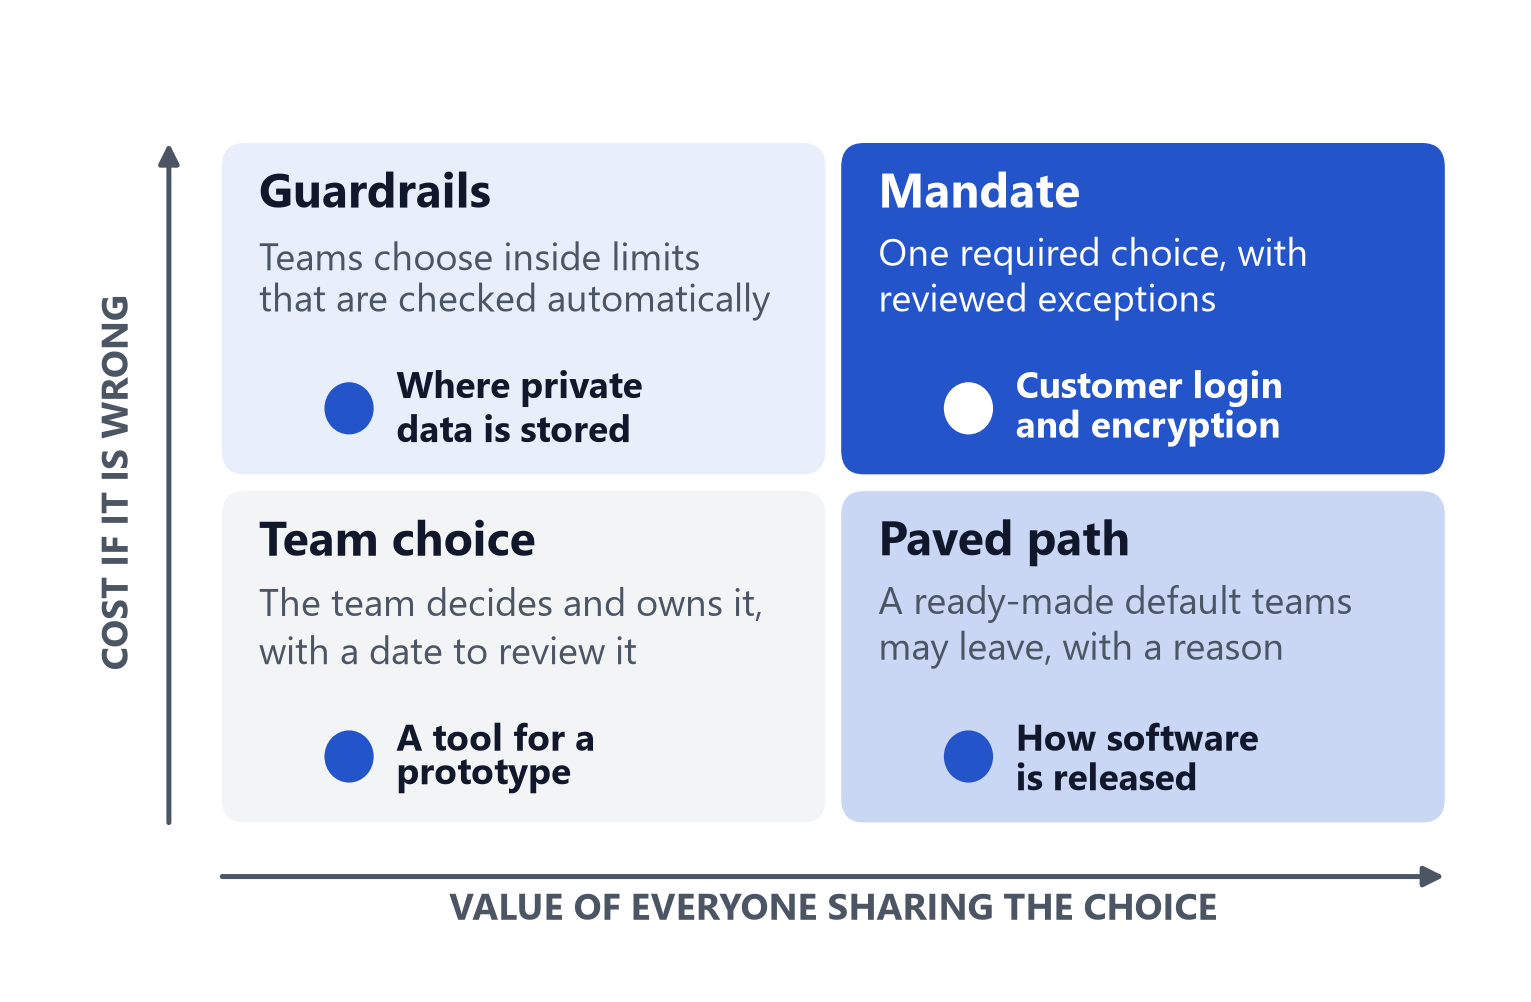 COST IF IT IS WRONG
Guardrails
Teams choose inside limits
that are checked automatically
Where private
data is stored
Mandate
One required choice, with
reviewed exceptions
Customer login
and encryption
Team choice
The team decides and owns it,
with a date to review it
A tool for a
prototype
Paved path
A ready-made default teams
may leave, with a reason
How software
is released
VALUE OF EVERYONE SHARING THE CHOICE